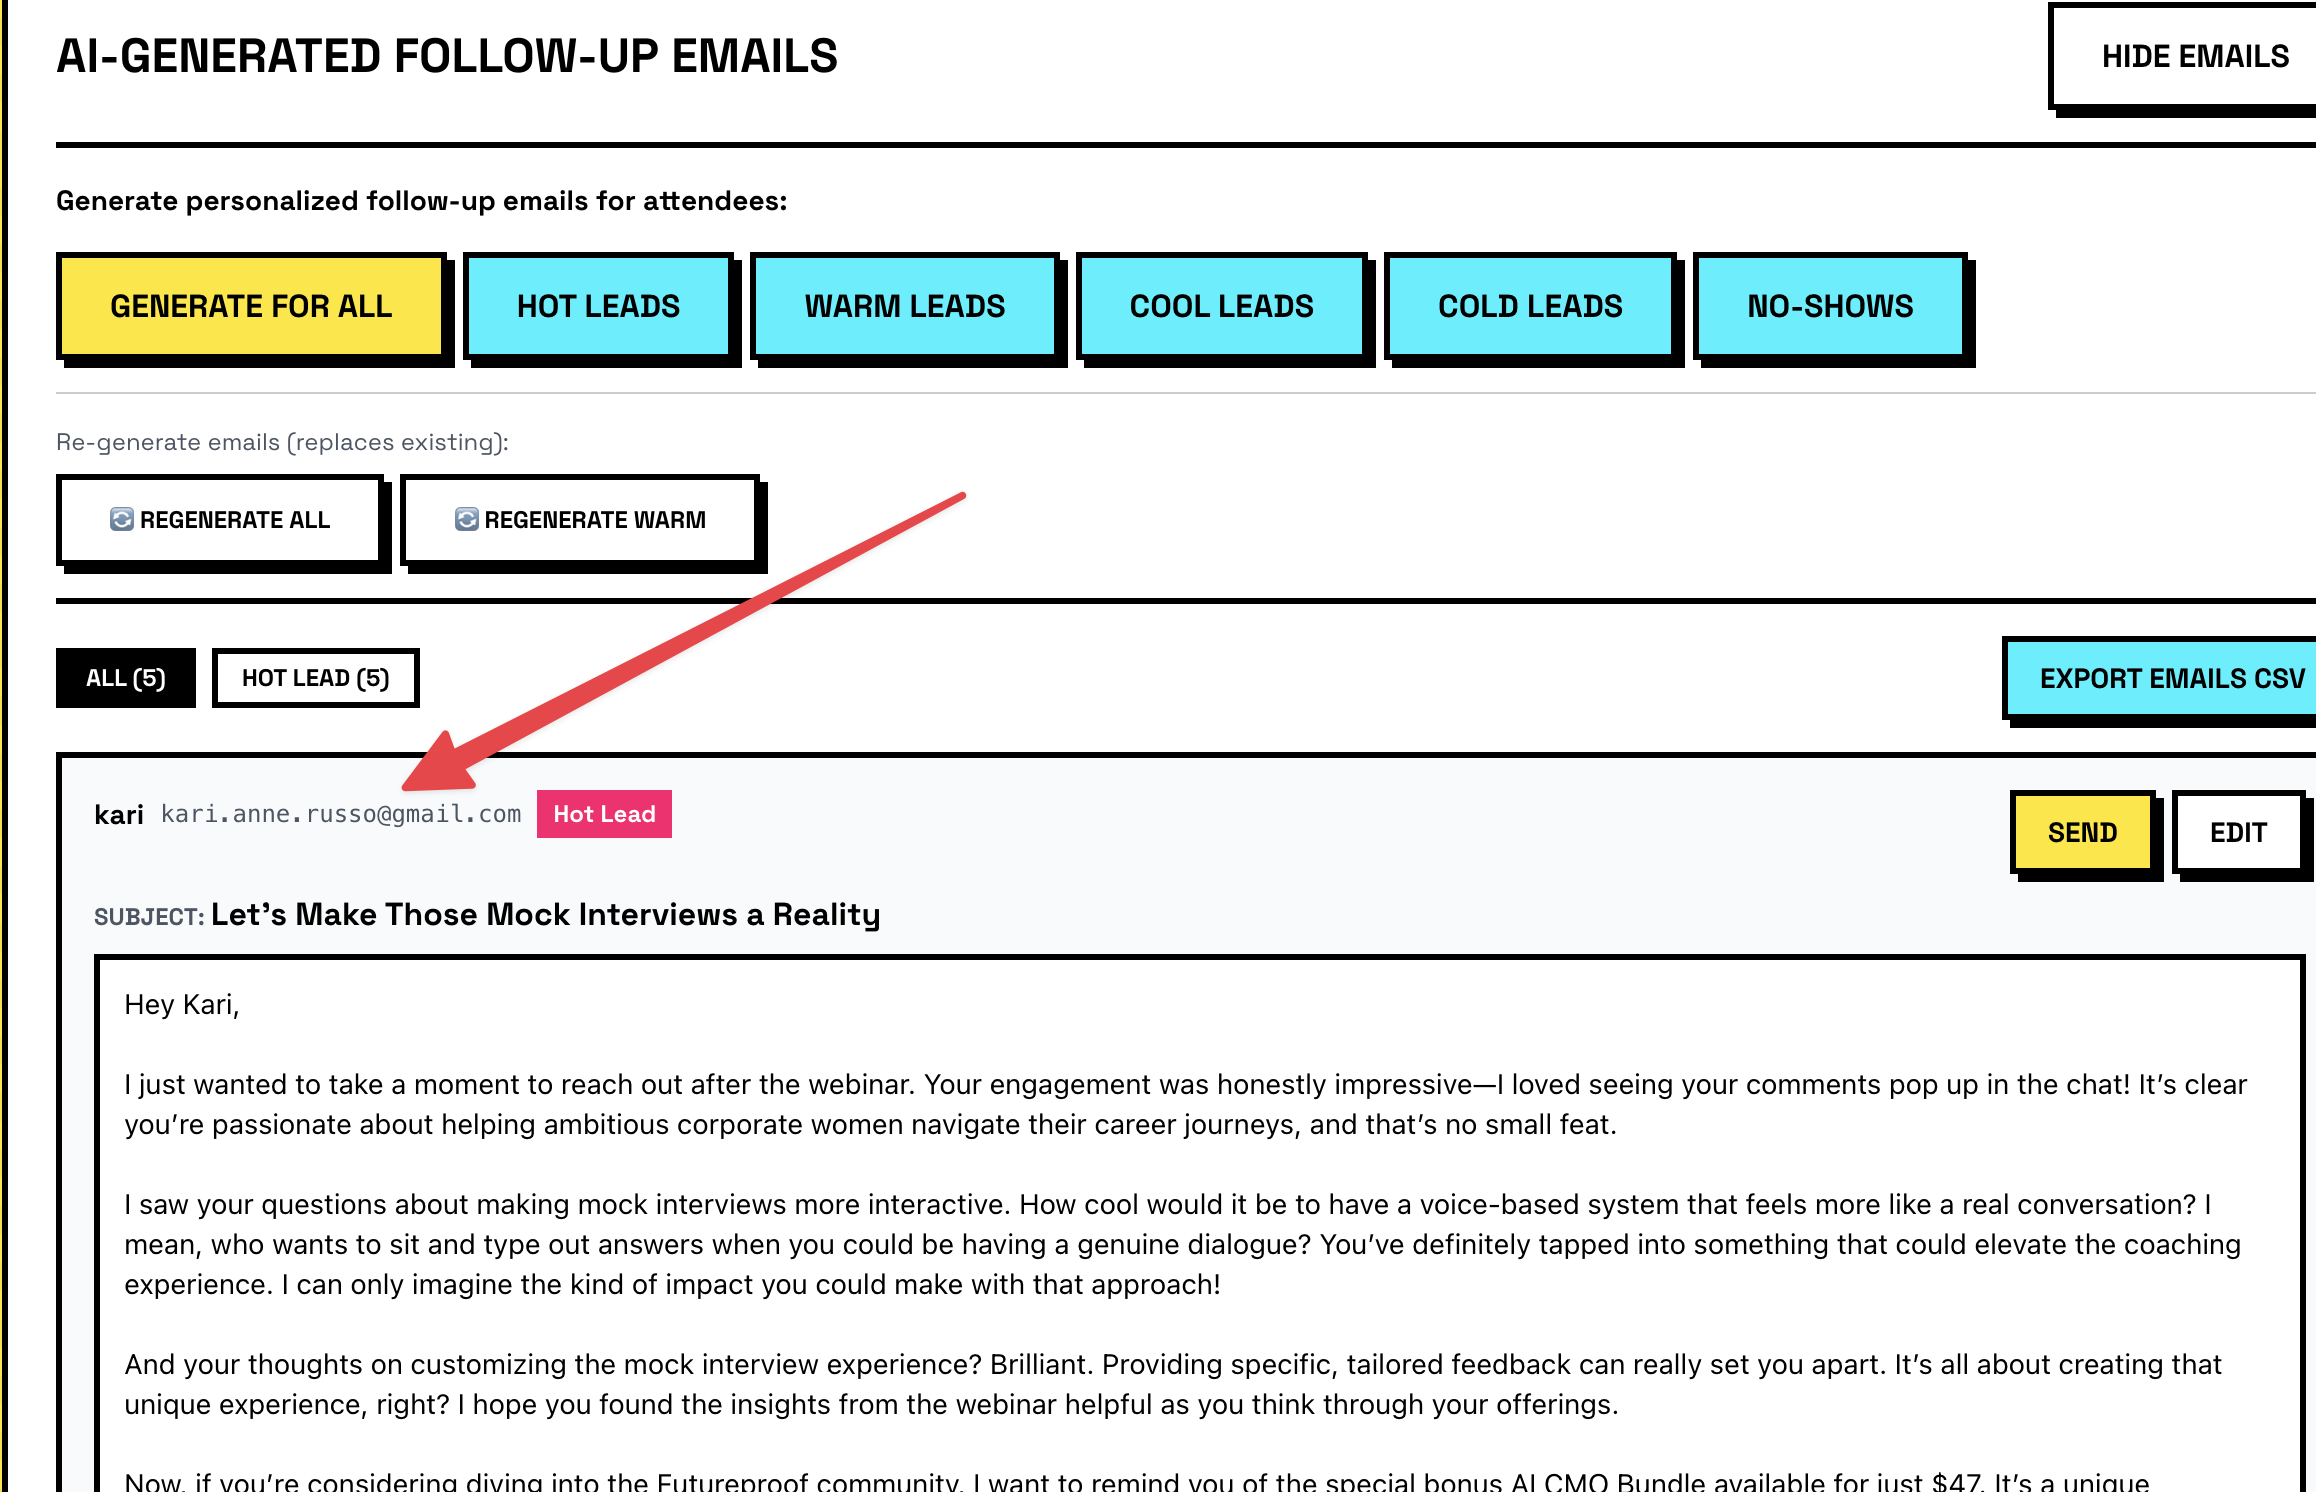 AI-GENERATED FOLLOW-UP EMAILS
HIDE EMAILS
Generate personalized follow-up emails for attendees:
GENERATE FOR ALL
HOT LEADS
WARM LEADS
COOL LEADS
COLD LEADS
NO-SHOWS
Re-generate emails (replaces existing):
REGENERATE ALL
REGENERATE WARM
ALL (5)
HOT LEAD (5)
EXPORT EMAILS CSV
kari kari.anne.russo@gmail.com Hot Lead
SEND
EDIT
SUBJECT: Let's Make Those Mock Interviews a Reality
Hey Kari,
I just wanted to take a moment to reach out after the webinar. Your engagement was honestly impressive—I loved seeing your comments pop up in the chat! It's clear
you're passionate about helping ambitious corporate women navigate their career journeys, and that's no small feat.
I saw your questions about making mock interviews more interactive. How cool would it be to have a voice-based system that feels more like a real conversation? I
mean, who wants to sit and type out answers when you could be having a genuine dialogue? You've definitely tapped into something that could elevate the coaching
experience. I can only imagine the kind of impact you could make with that approach!
And your thoughts on customizing the mock interview experience? Brilliant. Providing specific, tailored feedback can really set you apart. It's all about creating that
unique experience, right? I hope you found the insights from the webinar helpful as you think through your offerings.
Now, if you're considering diving into the Futureproof community, I want to remind you of the special bonus AI CMO Bundle available for just $47. It's a unique